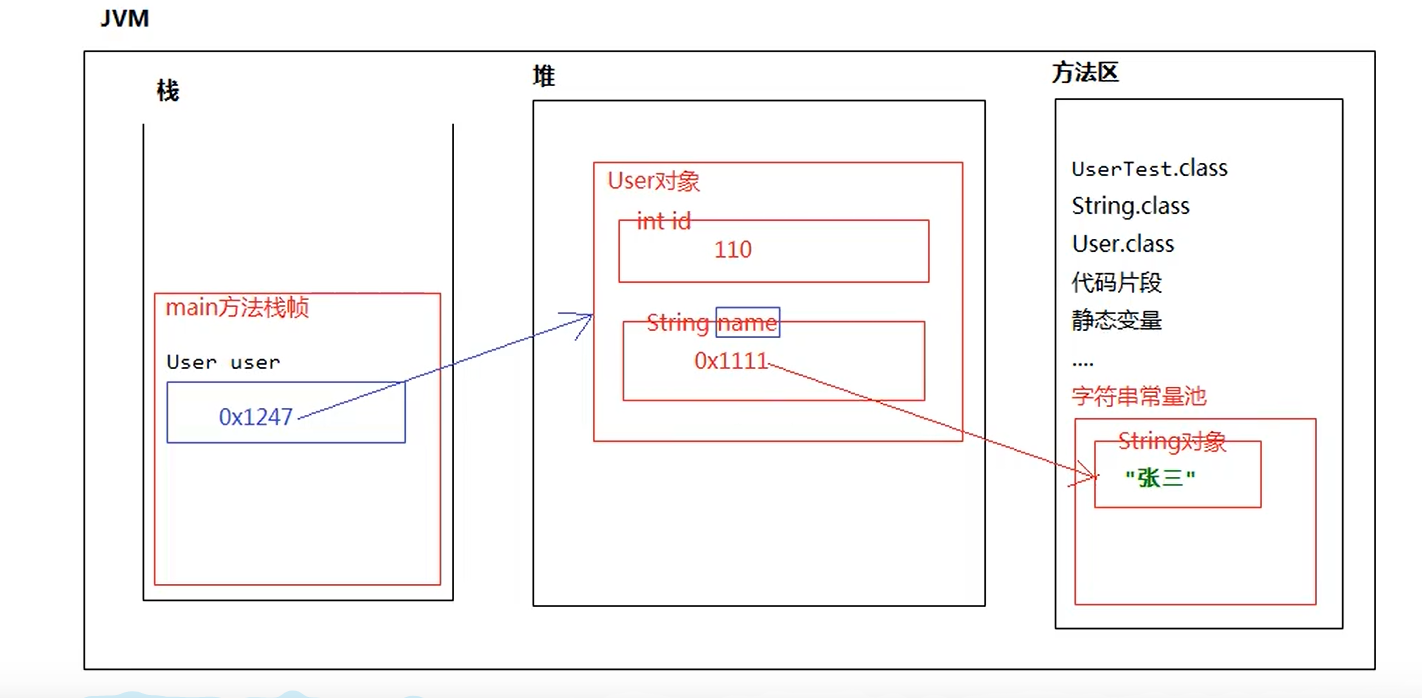 JVM
栈
堆
方法区
User对象
int id
110
String name
0x1111
main方法栈帧
User user
0x1247
UserTest.class
String.class
User.class
代码片段
静态变量
....
字符串常量池
String对象
"张三"